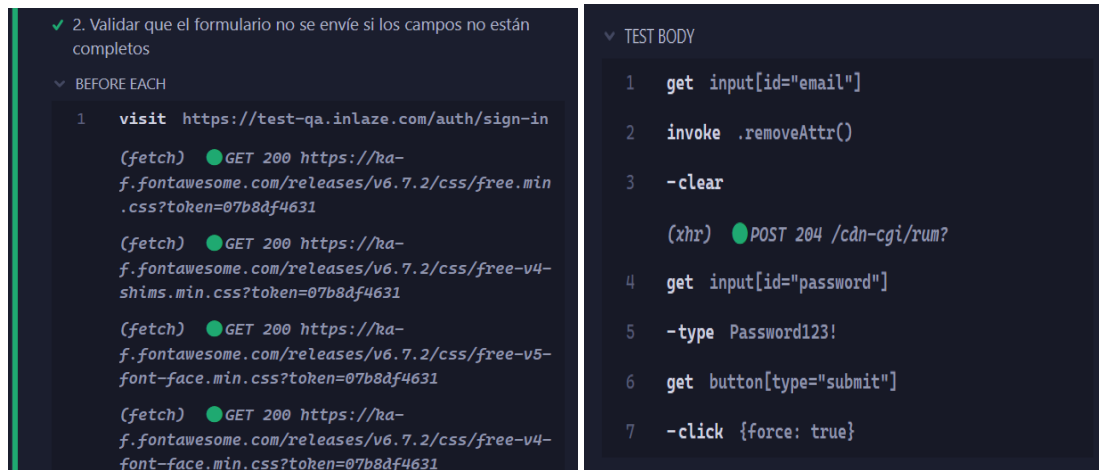 2. Validar que el formulario no se envíe si los campos no están
completos
BEFORE EACH
1 visit https://test-qa.inlaze.com/auth/sign-in
(fetch) GET 200 https://ka-
f.fontawesome.com/releases/v6.7.2/css/free.min
.css?token=07b8df4631
(fetch) GET 200 https://ka-
f.fontawesome.com/releases/v6.7.2/css/free-v4-
shims.min.css?token=07b8df4631
(fetch) GET 200 https://ka-
f.fontawesome.com/releases/v6.7.2/css/free-v5-
font-face.min.css?token=07b8df4631
(fetch) GET 200 https://ka-
f.fontawesome.com/releases/v6.7.2/css/free-v4-
font-face.min.css?token=07b8df4631
TEST BODY
1 get input[id="email"]
2 invoke .removeAttr()
3 -clear
(xhr) POST 204 /cdn-cgi/rum?
4 get input[id="password"]
5 -type Password123!
6 get button[type="submit"]
7 -click {force: true}